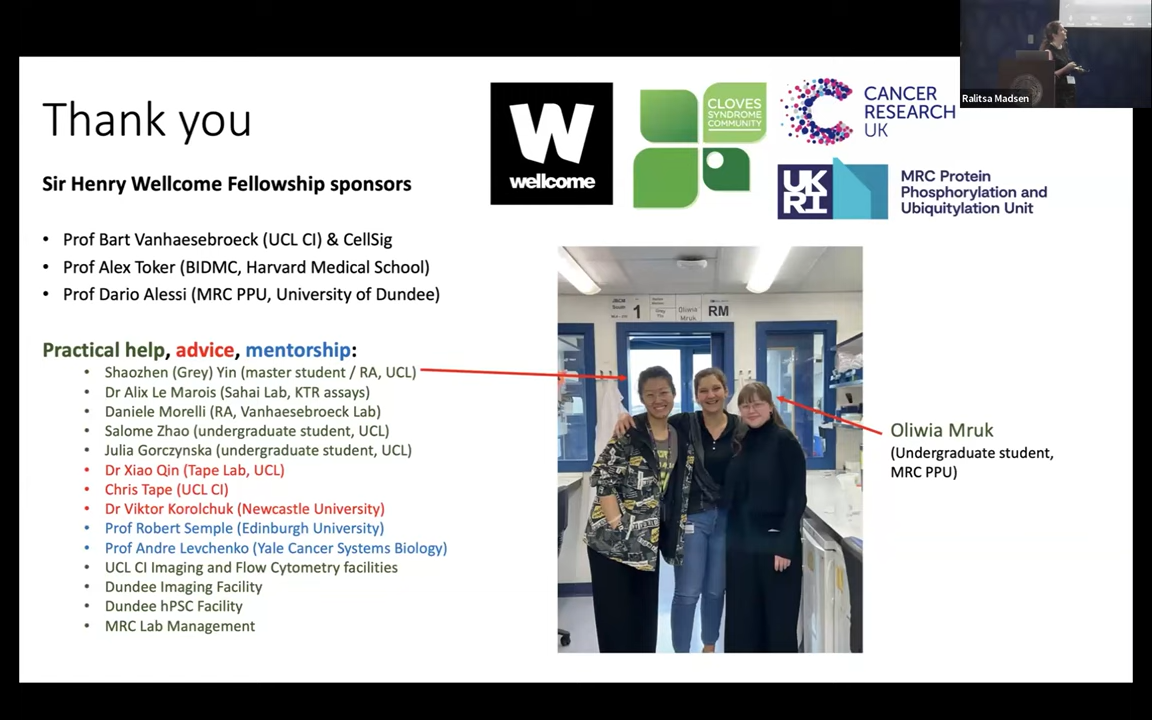 Ralitsa Madsen
Thank you
W
wellcome
CLOVES
SYNDROME
COMMUNITY
CANCER
RESEARCH
UK
UK
RI
MRC Protein
Phosphorylation and
Ubiquitylation Unit
Sir Henry Wellcome Fellowship sponsors
• Prof Bart Vanhaesebroeck (UCL CI) & CellSig
• Prof Alex Toker (BIDMC, Harvard Medical School)
• Prof Dario Alessi (MRC PPU, University of Dundee)
Practical help, advice, mentorship:
• Shaozhen (Grey) Yin (master student / RA, UCL)
• Dr Alix Le Marois (Sahai Lab, KTR assays)
• Daniele Morelli (RA, Vanhaesebroeck Lab)
• Salome Zhao (undergraduate student, UCL)
• Julia Gorczynska (undergraduate student, UCL)
• Dr Xiao Qin (Tape Lab, UCL)
• Chris Tape (UCL CI)
• Dr Viktor Korolchuk (Newcastle University)
• Prof Robert Semple (Edinburgh University)
• Prof Andre Levchenko (Yale Cancer Systems Biology)
• UCL CI Imaging and Flow Cytometry facilities
• Dundee Imaging Facility
• Dundee hPSC Facility
• MRC Lab Management
1
Oliwia
Mruk
RM
Oliwia Mruk
(Undergraduate student,
MRC PPU)